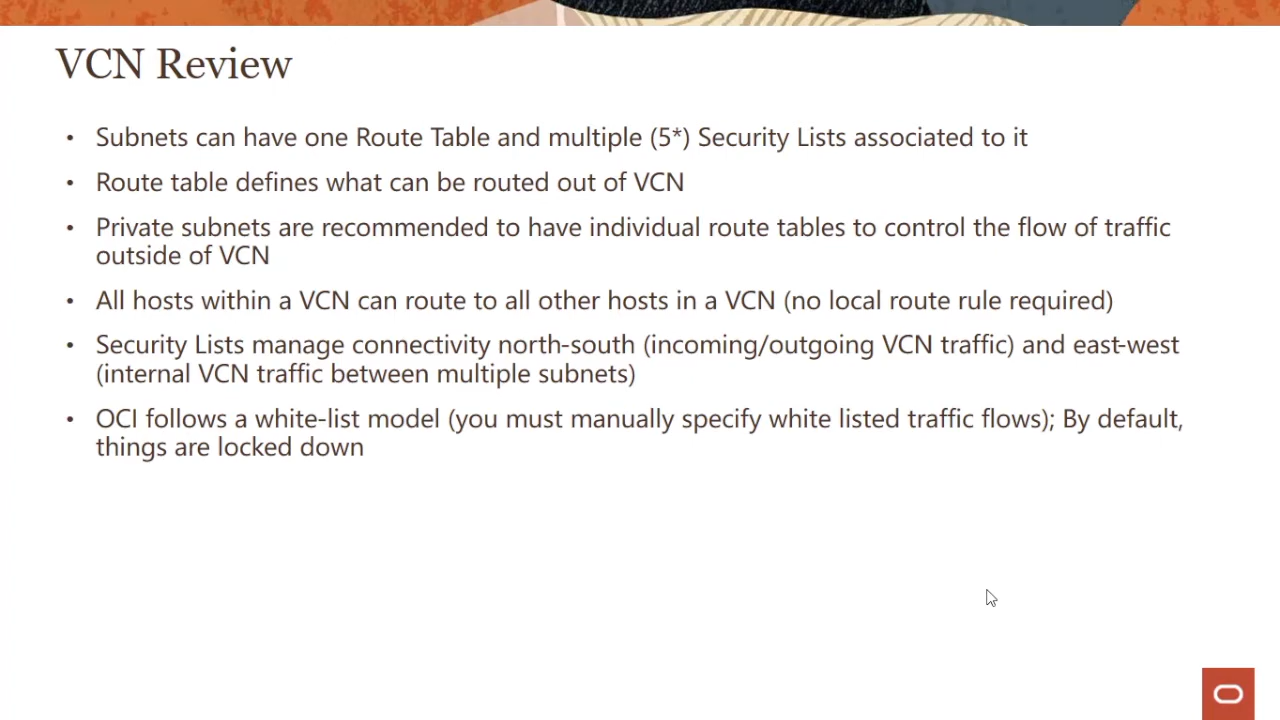 VCN Review
• Subnets can have one Route Table and multiple (5*) Security Lists associated to it
• Route table defines what can be routed out of VCN
• Private subnets are recommended to have individual route tables to control the flow of traffic
outside of VCN
• All hosts within a VCN can route to all other hosts in a VCN (no local route rule required)
• Security Lists manage connectivity north-south (incoming/outgoing VCN traffic) and east-west
(internal VCN traffic between multiple subnets)
• OCI follows a white-list model (you must manually specify white listed traffic flows); By default,
things are locked down